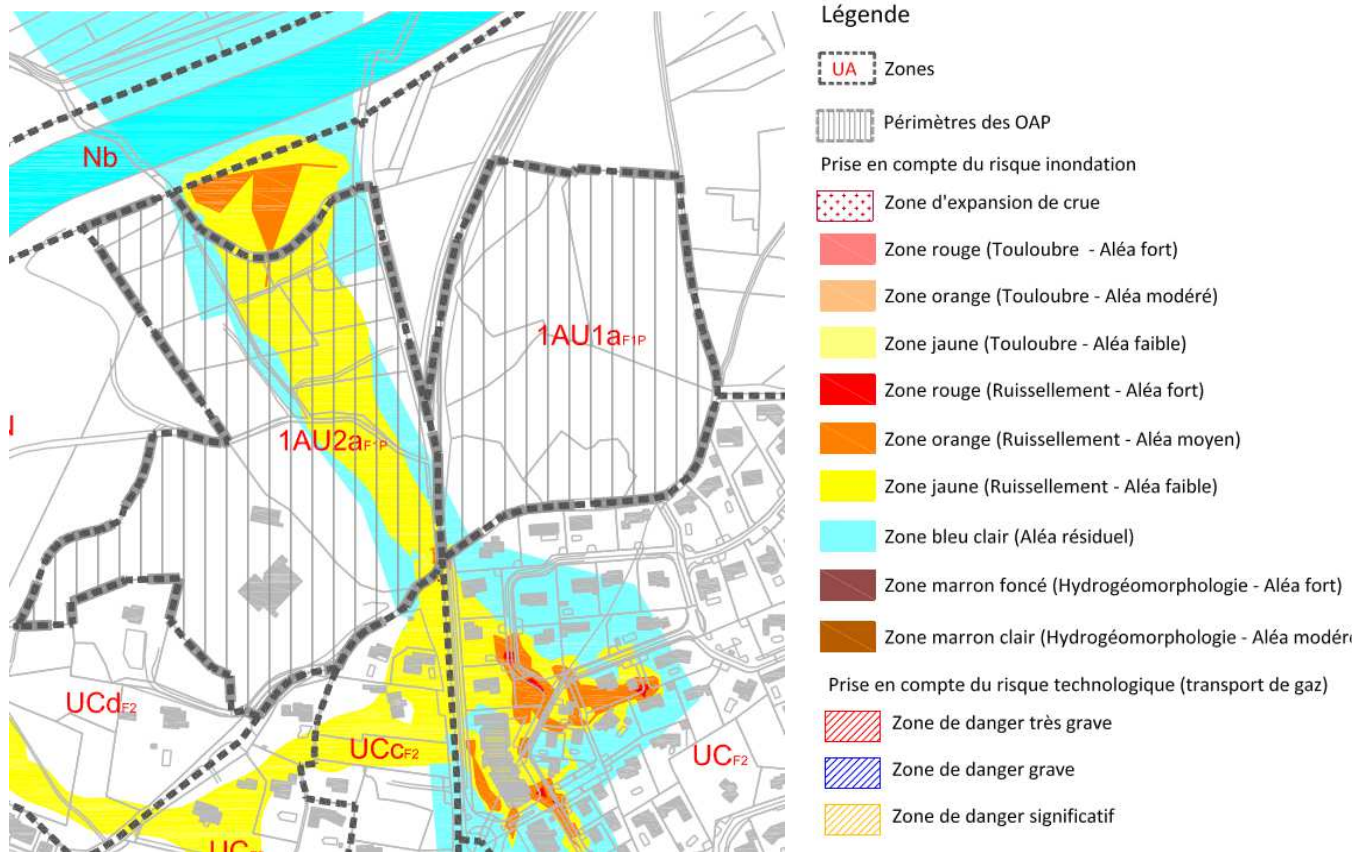 Nb
1AU1aF1P
1AU2aF1P
UCdF2
UCcF2
UCF2
Légende
UA Zones
Périmètres des OAP
Prise en compte du risque inondation
Zone d'expansion de crue
Zone rouge (Touloubre - Aléa fort)
Zone orange (Touloubre - Aléa modéré)
Zone jaune (Touloubre - Aléa faible)
Zone rouge (Ruissellement - Aléa fort)
Zone orange (Ruissellement - Aléa moyen)
Zone jaune (Ruissellement - Aléa faible)
Zone bleu clair (Aléa résiduel)
Zone marron foncé (Hydrogéomorphologie - Aléa fort)
Zone marron clair (Hydrogéomorphologie - Aléa modér
Prise en compte du risque technologique (transport de gaz)
Zone de danger très grave
Zone de danger grave
Zone de danger significatif